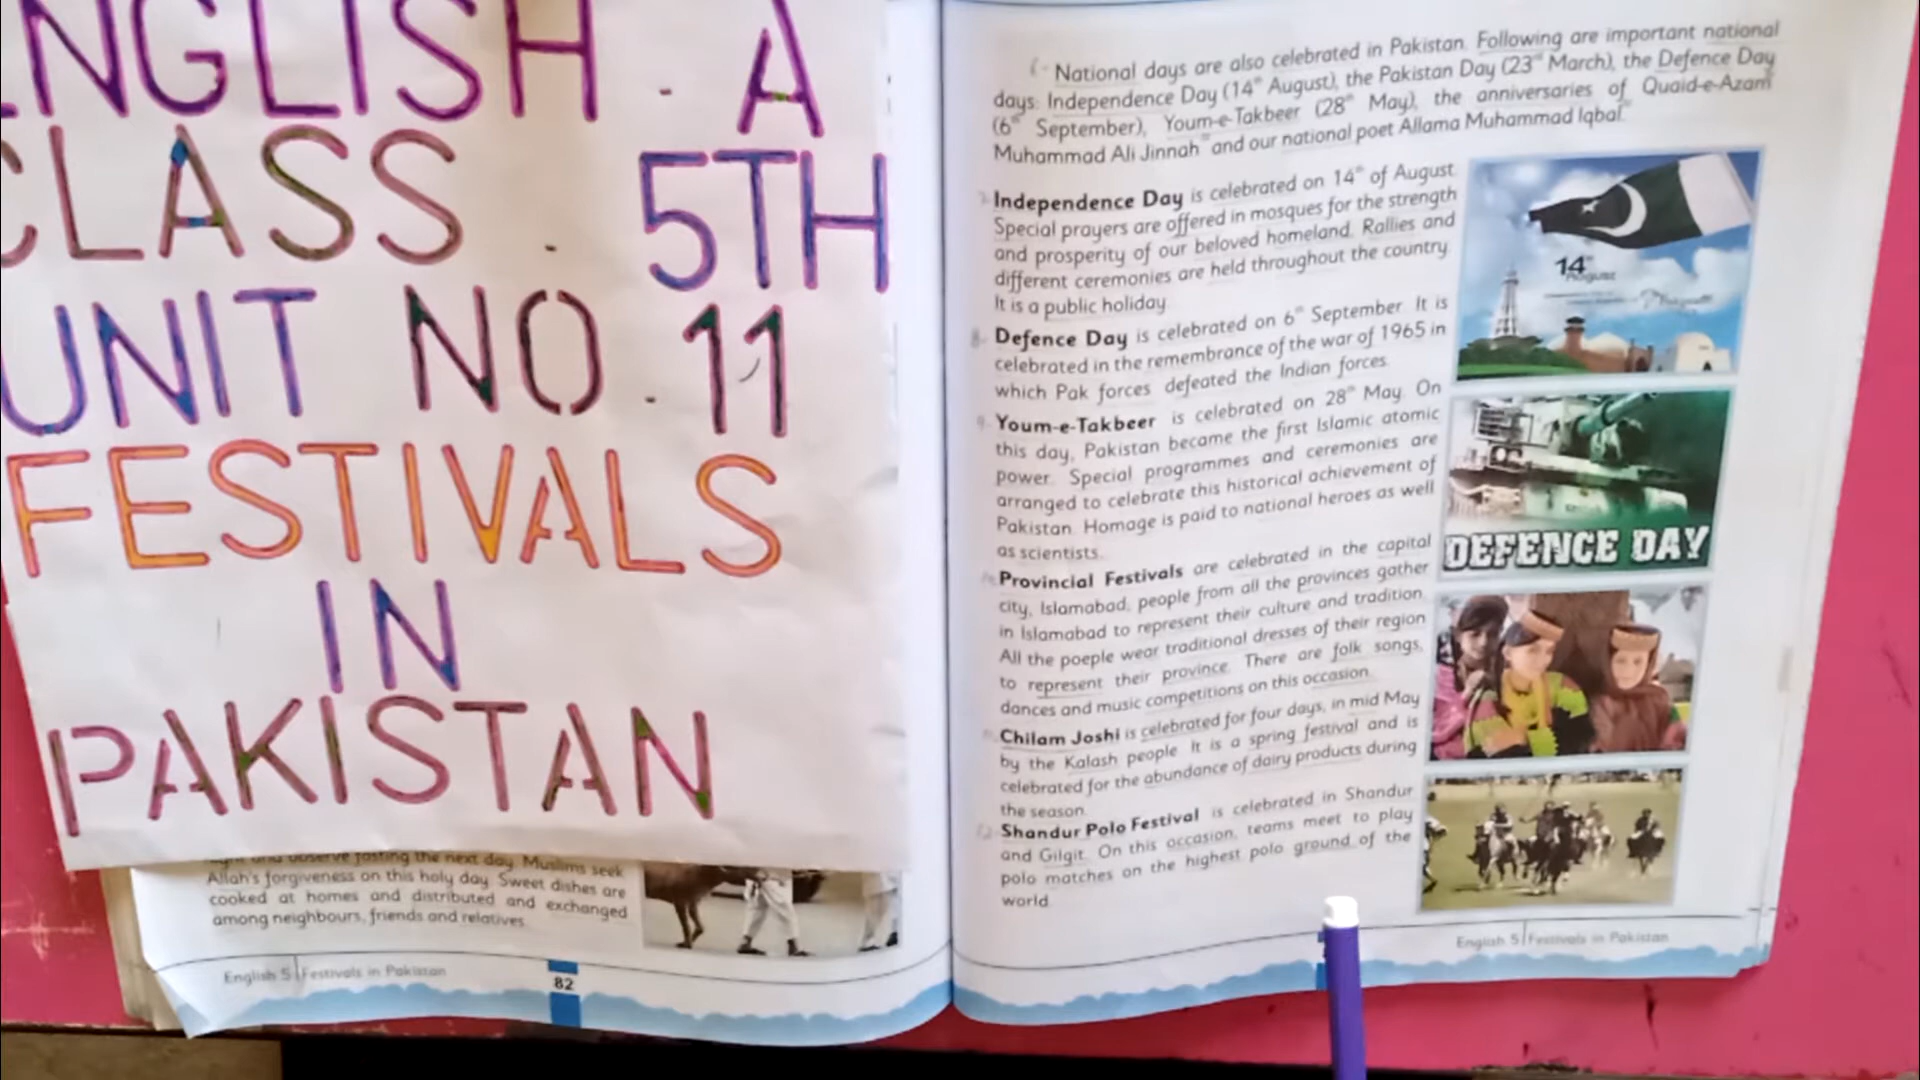 ENGLISH . A
CLASS . 5TH
UNIT NO . 11
FESTIVALS
IN
PAKISTAN
and observe fasting the next day. Muslims seek
Allah's forgiveness on this holy day. Sweet dishes are
cooked at homes and distributed and exchanged
among neighbours, friends and relatives.
English 5 | Festivals in Pakistan
82
National days are also celebrated in Pakistan. Following are important national
days: Independence Day (14th August), the Pakistan Day (23rd March), the Defence Day
(6th September), Youm-e-Takbeer (28th May), the anniversaries of Quaid-e-Azam
Muhammad Ali Jinnah and our national poet Allama Muhammad Iqbal.
Independence Day is celebrated on 14th of August.
Special prayers are offered in mosques for the strength
and prosperity of our beloved homeland. Rallies and
different ceremonies are held throughout the country.
It is a public holiday.
Defence Day is celebrated on 6th September. It is
celebrated in the remembrance of the war of 1965 in
which Pak forces defeated the Indian forces.
Youm-e-Takbeer is celebrated on 28th May. On
this day, Pakistan became the first Islamic atomic
power. Special programmes and ceremonies are
arranged to celebrate this historical achievement of
Pakistan. Homage is paid to national heroes as well
as scientists.
Provincial Festivals are celebrated in the capital
city, Islamabad, people from all the provinces gather
in Islamabad to represent their culture and tradition.
All the poeple wear traditional dresses of their region
to represent their province. There are folk songs,
dances and music competitions on this occasion.
Chilam Joshi is celebrated for four days, in mid May
by the Kalash people. It is a spring festival and is
celebrated for the abundance of dairy products during
the season.
Shandur Polo Festival is celebrated in Shandur
and Gilgit. On this occasion, teams meet to play
polo matches on the highest polo ground of the
world.
14th August
DEFENCE DAY
English 5 | Festivals in Pakistan